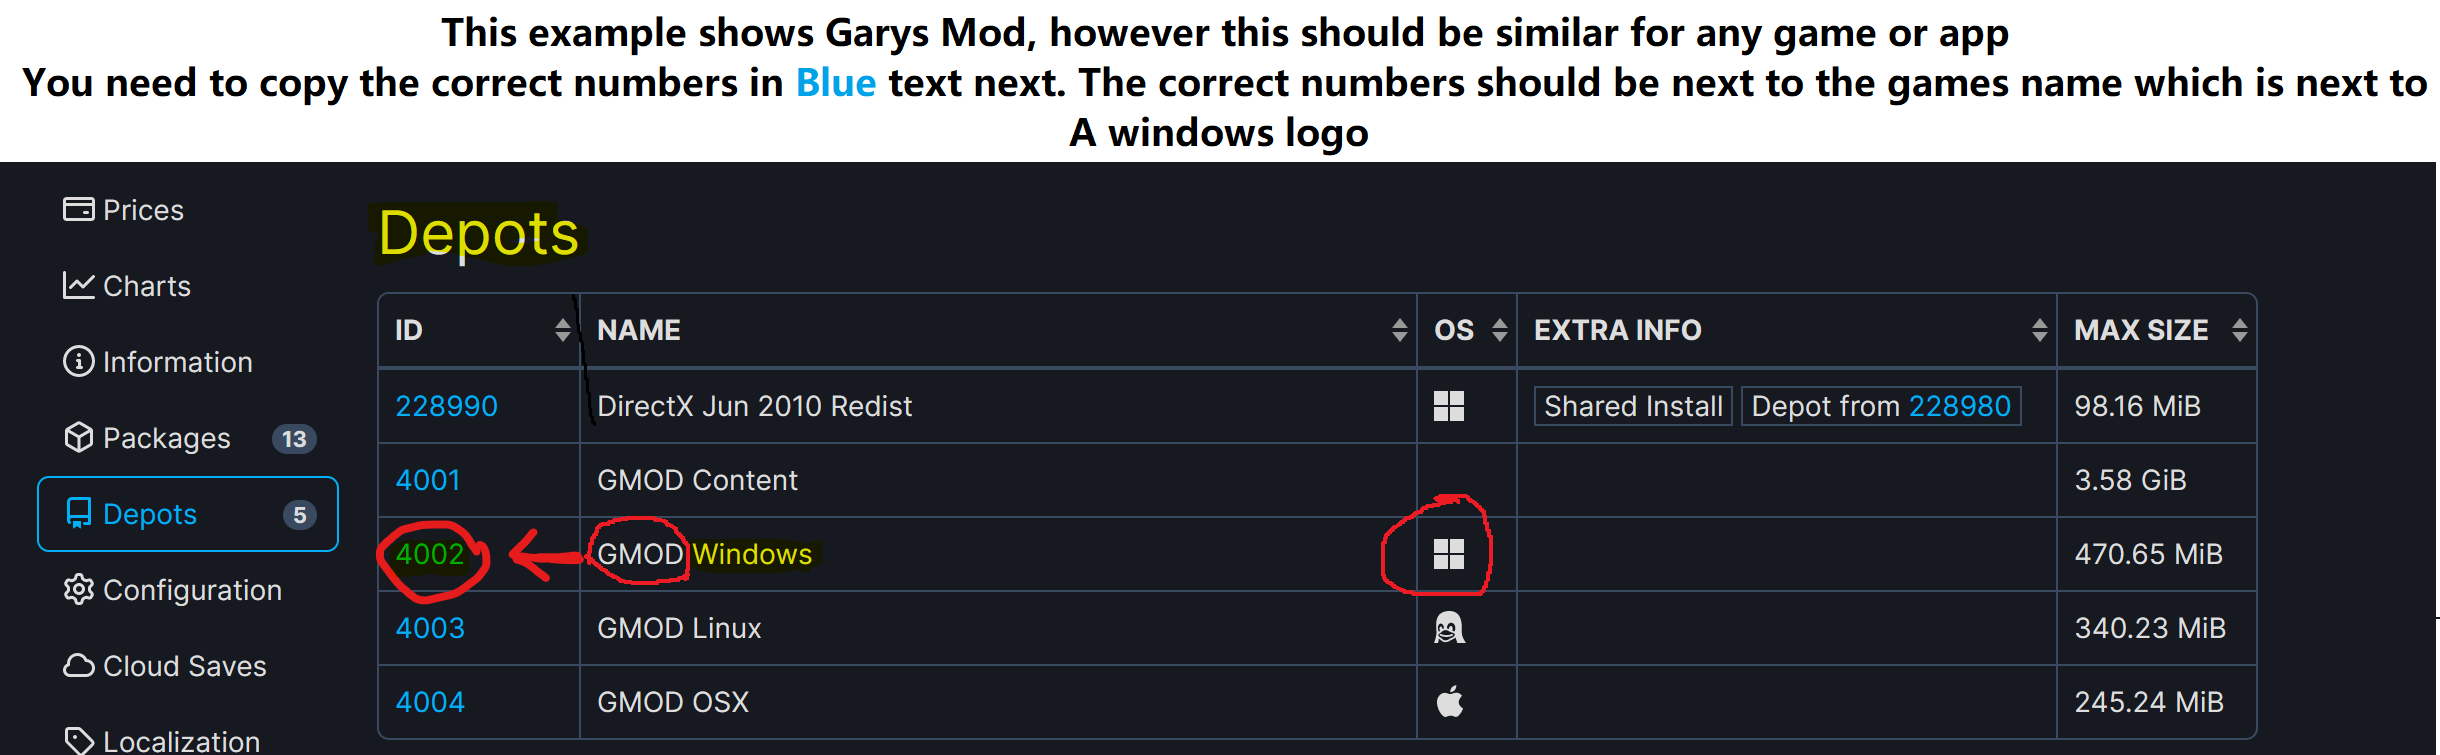 This example shows Garys Mod, however this should be similar for any game or app
You need to copy the correct numbers in Blue text next. The correct numbers should be next to the games name which is next to
A windows logo
Prices
Charts
Information
Packages 13
Depots 5
Configuration
Cloud Saves
Localization
Depots
ID NAME OS EXTRA INFO MAX SIZE
228990 DirectX Jun 2010 Redist Shared Install Depot from 228980 98.16 MiB
4001 GMOD Content 3.58 GiB
4002 GMOD Windows 470.65 MiB
4003 GMOD Linux 340.23 MiB
4004 GMOD OSX 245.24 MiB